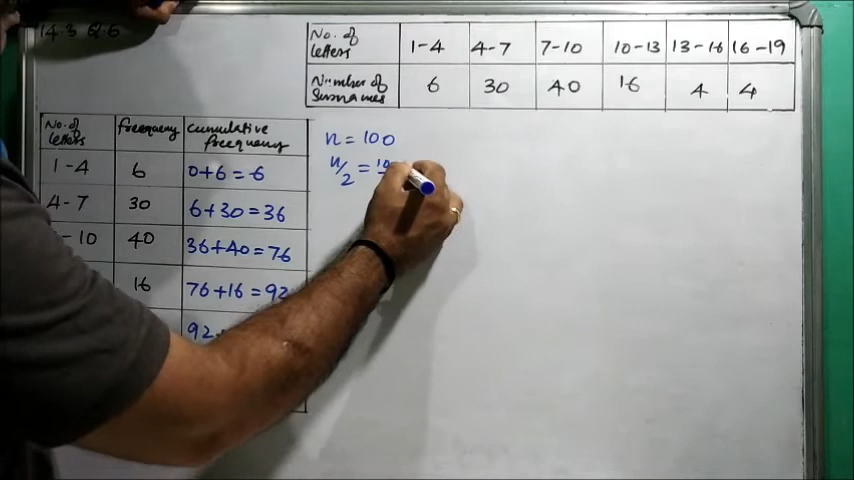 14.3 Q.6
No. of letters 1-4 4-7 7-10 10-13 13-16 16-19
Number of Surnames 6 30 40 16 4 4
No. of letters frequency cumulative frequency
1-4 6 0+6=6
4-7 30 6+30=36
-10 40 36+40=76
16 76+16=92
92
n = 100
n/2 = 10